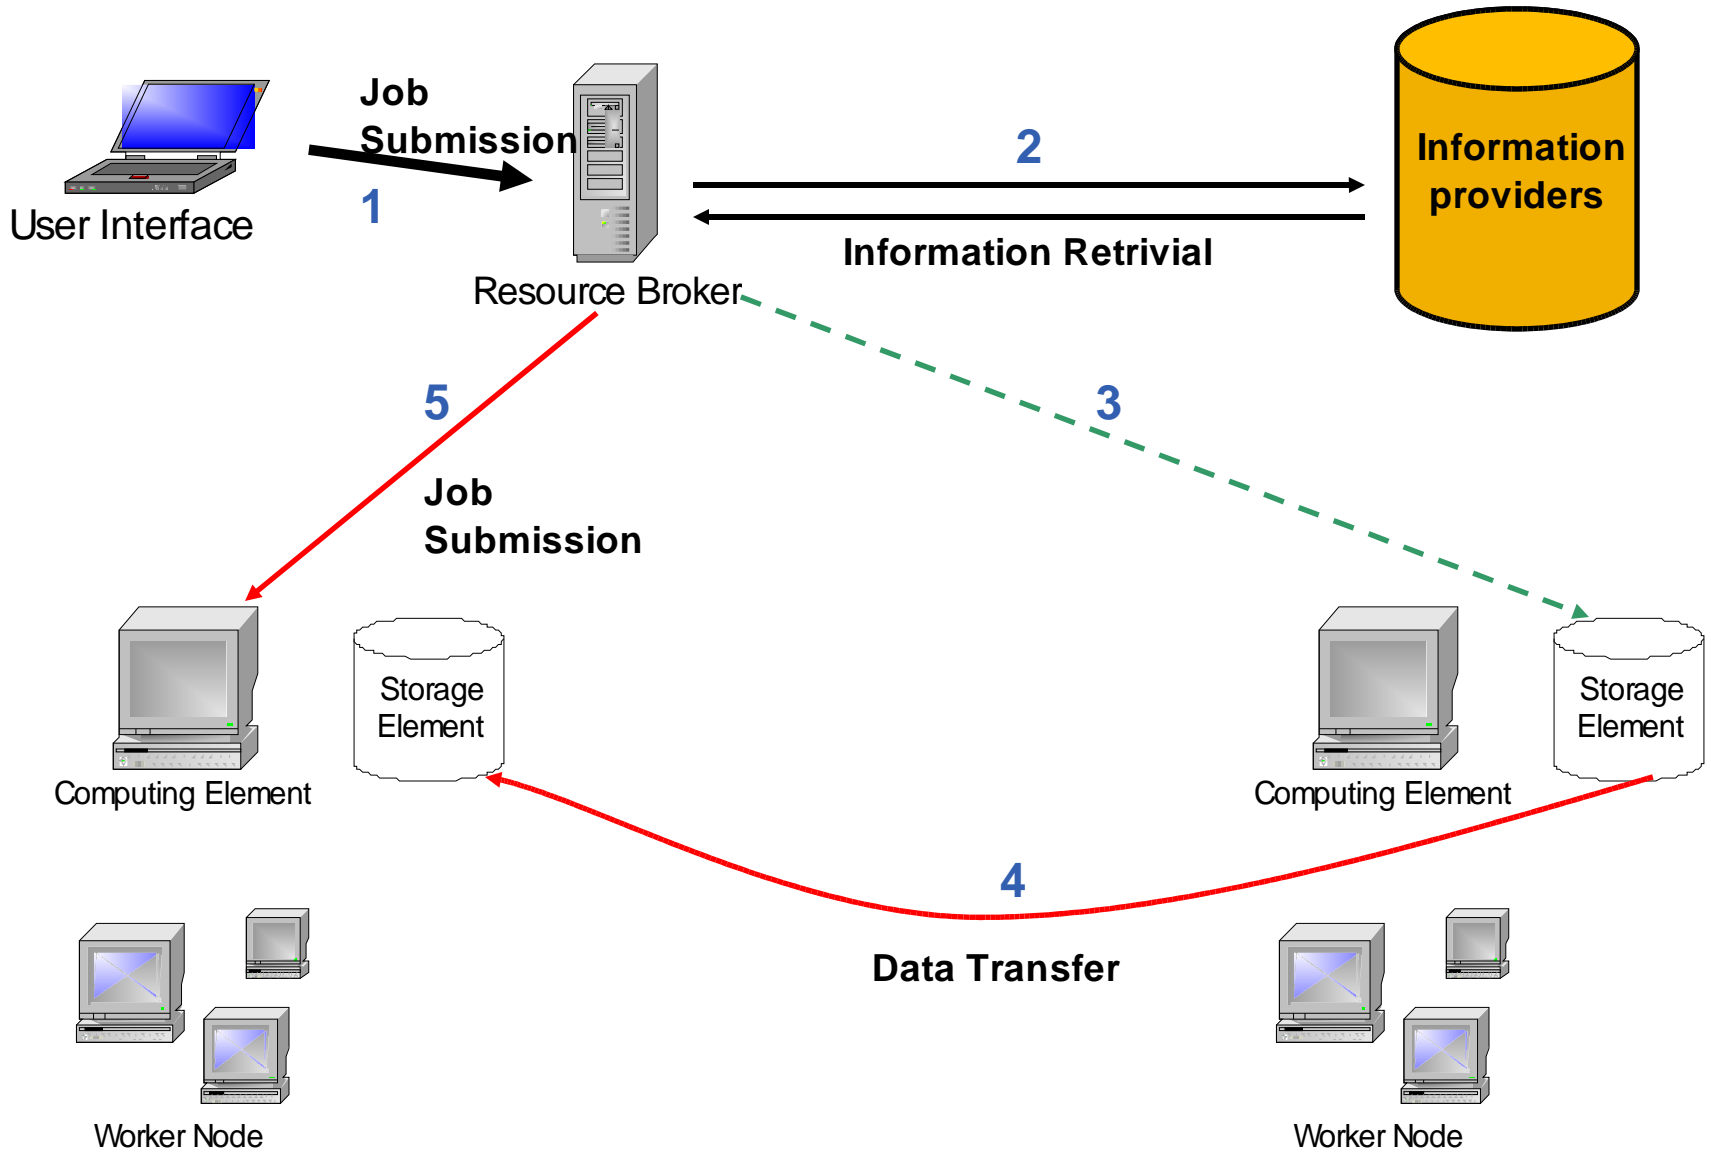 Job
Submission
1
User Interface
Resource Broker
2
Information Retrivial
Information
providers
3
5
Job
Submission
Storage
Element
Computing Element
Storage
Element
Computing Element
4
Data Transfer
Worker Node
Worker Node